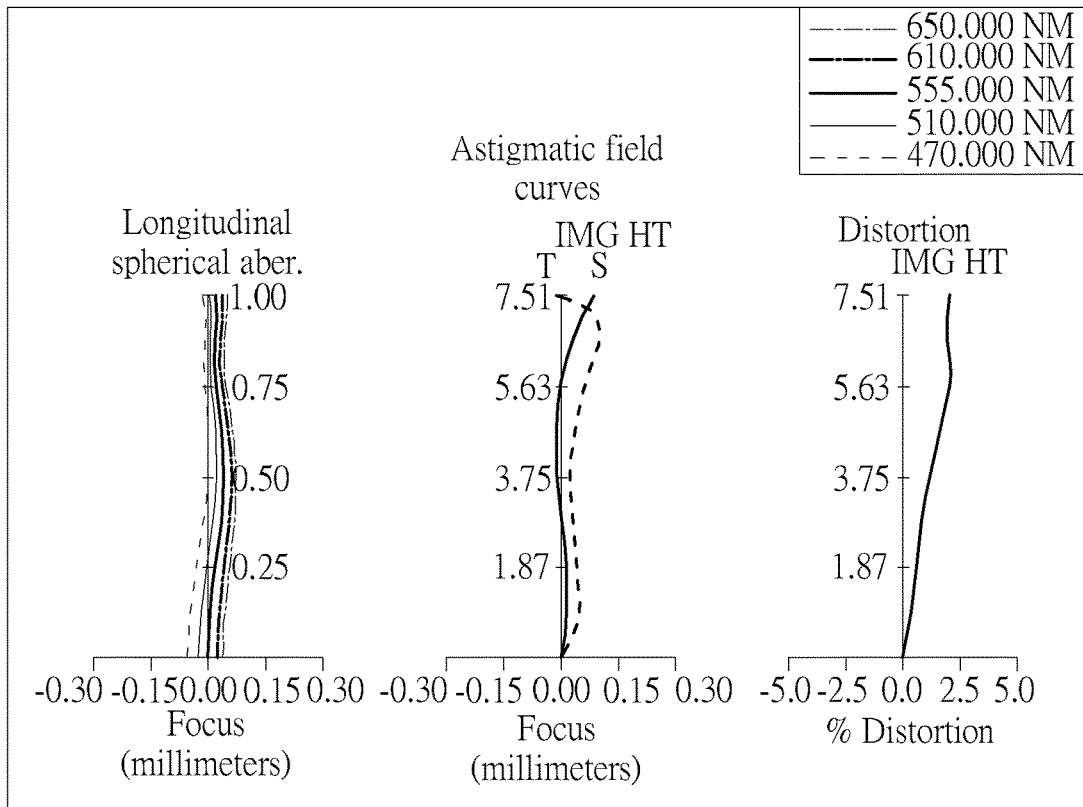 650.000 NM
610.000 NM
555.000 NM
510.000 NM
470.000 NM
Longitudinal
spherical aber.
1.00
0.75
0.50
0.25
-0.30 -0.15 0.00 0.15 0.30
Focus
(millimeters)
Astigmatic field
curves
IMG HT
T S
7.51
5.63
3.75
1.87
-0.30 -0.15 0.00 0.15 0.30
Focus
(millimeters)
Distortion
IMG HT
7.51
5.63
3.75
1.87
-5.0 -2.5 0.0 2.5 5.0
% Distortion